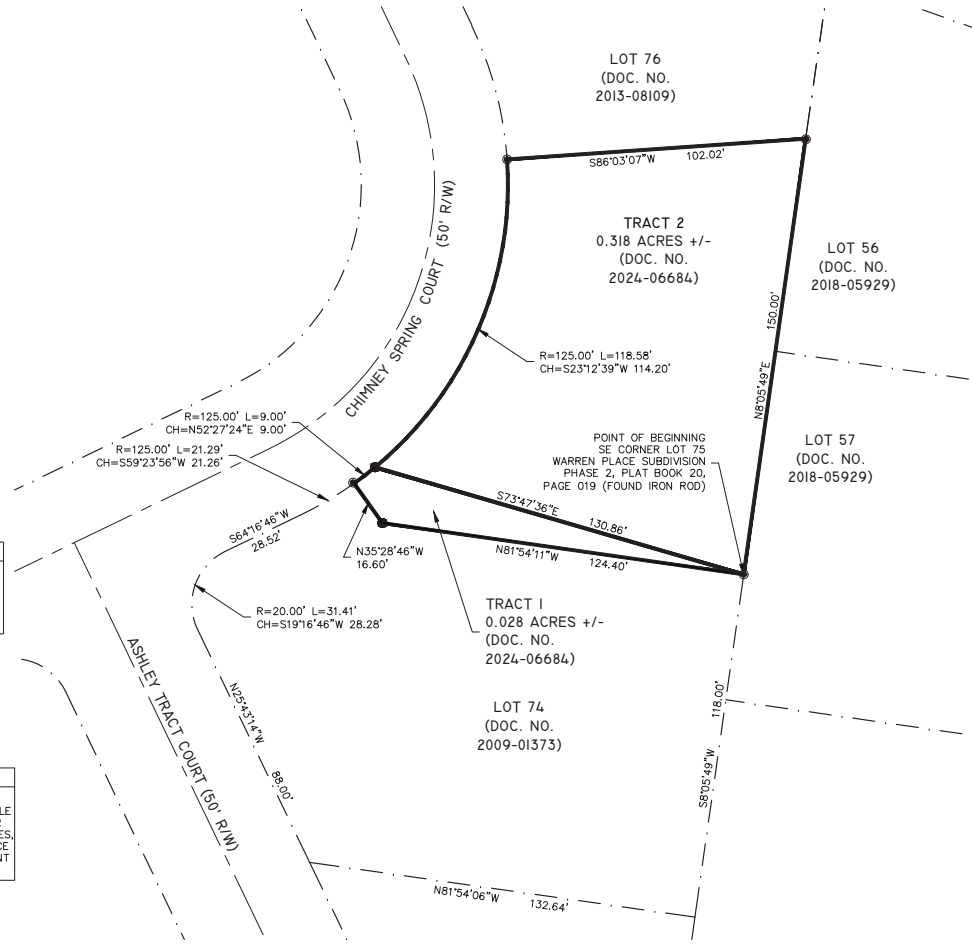 LOT 76
(DOC. NO.
2013-08109)
S86°03'07"W 102.02'
TRACT 2
0.318 ACRES +/-
(DOC. NO.
2024-06684)
LOT 56
(DOC. NO.
2018-05929)
150.00'
N8°05'49"E
CHIMNEY SPRING COURT (50' R/W)
R=125.00' L=118.58'
CH=S23°12'39"W 114.20'
R=125.00' L=9.00'
CH=N52°27'24"E 9.00'
R=125.00' L=21.29'
CH=S59°23'56"W 21.26'
POINT OF BEGINNING
SE CORNER LOT 75
WARREN PLACE SUBDIVISION
PHASE 2, PLAT BOOK 20,
PAGE 019 (FOUND IRON ROD)
LOT 57
(DOC. NO.
2018-05929)
S73°47'36"E 130.86'
S64°16'46"W
28.52'
N35°28'46"W
16.60'
N81°54'11"W 124.40'
R=20.00' L=31.41'
CH=S19°16'46"W 28.28'
TRACT 1
0.028 ACRES +/-
(DOC. NO.
2024-06684)
ASHLEY TRACT COURT (50' R/W)
N25°43'14"W 88.00'
LOT 74
(DOC. NO.
2009-01373)
118.00'
S8°05'49"W
N81°54'06"W 132.64'
LE
ES,
CE
NT